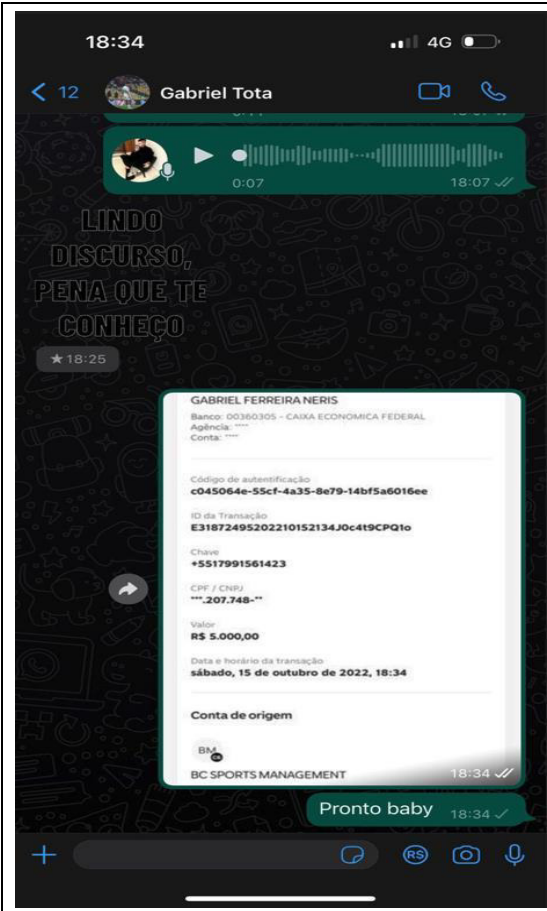 18:34
4G
12
Gabriel Tota
0:07
18:07
LINDO
DISCURSO,
PENA QUE TE
CONHEÇO
★18:25
GABRIEL FERREIRA NERIS
Banco: 00360305 - CAIXA ECONOMICA FEDERAL
Agência: ****
Conta: ****
Código de autentificação
c045064e-55cf-4a35-8e79-14bf5a6016ee
ID da Transação
E31872495202210152134J0c4t9CPQ1o
Chave
+5517991561423
CPF / CNPJ
***.207.748-**
Valor
R$ 5.000,00
Data e horário da transação
sábado, 15 de outubro de 2022, 18:34
Conta de origem
BM
BC SPORTS MANAGEMENT
18:34
Pronto baby
18:34
R$